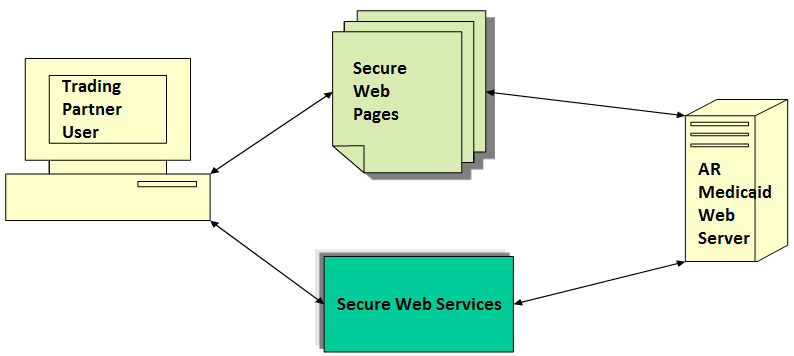 Trading
Partner
User
Secure
Web
Pages
AR
Medicaid
Web
Server
Secure Web Services